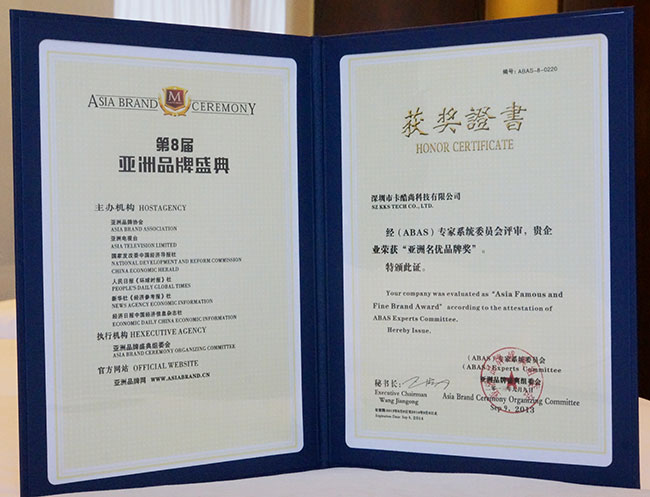 ASIA BRAND M CEREMONY
第8届
亚洲品牌盛典
主办机构 HOSTAGENCY
亚洲品牌协会
ASIA BRAND ASSOCIATION
亚洲电视台
ASIA TELEVISION LIMITED
国家发改委中国经济导报社
NATIONAL DEVELOPMENT AND REFORM COMMISSION
CHINA ECONOMIC HERALD
人民日报《环球时报》社
PEOPLE'S DAILY GLOBAL TIMES
新华社《经济参考报》社
NEWS AGENCY ECONOMIC INFORMATION
经济日报中国经济信息杂志社
ECONOMIC DAILY CHINA ECONOMIC INFORMATION
执行机构 HEXECUTIVE AGENCY
亚洲品牌盛典组委会
ASIA BRAND CEREMONY ORGANIZING COMMITTEE
官方网站 OFFICIAL WEBSITE
亚洲品牌网 WWW.ASIABRAND.CN
编号：ABAS-8-0220
获奖證書
HONOR CERTIFICATE
深圳市卡酷尚科技有限公司
SZ KKS TECH CO., LTD.
经（ABAS）专家系统委员会评审，贵企
业荣获“亚洲名优品牌奖”。
特颁此证。
Your company was evaluated as “Asia Famous and
Fine Brand Award” according to the attestation of
ABAS Experts Committee.
Hereby Issue.
（ABAS）专家系统委员会
(ABAS) Experts Committee
亚洲品牌盛典组委会
秘书长：
Executive Chairman
Wang Jiangong
Asia Brand Ceremony Organizing Committee
Sep 9, 2013